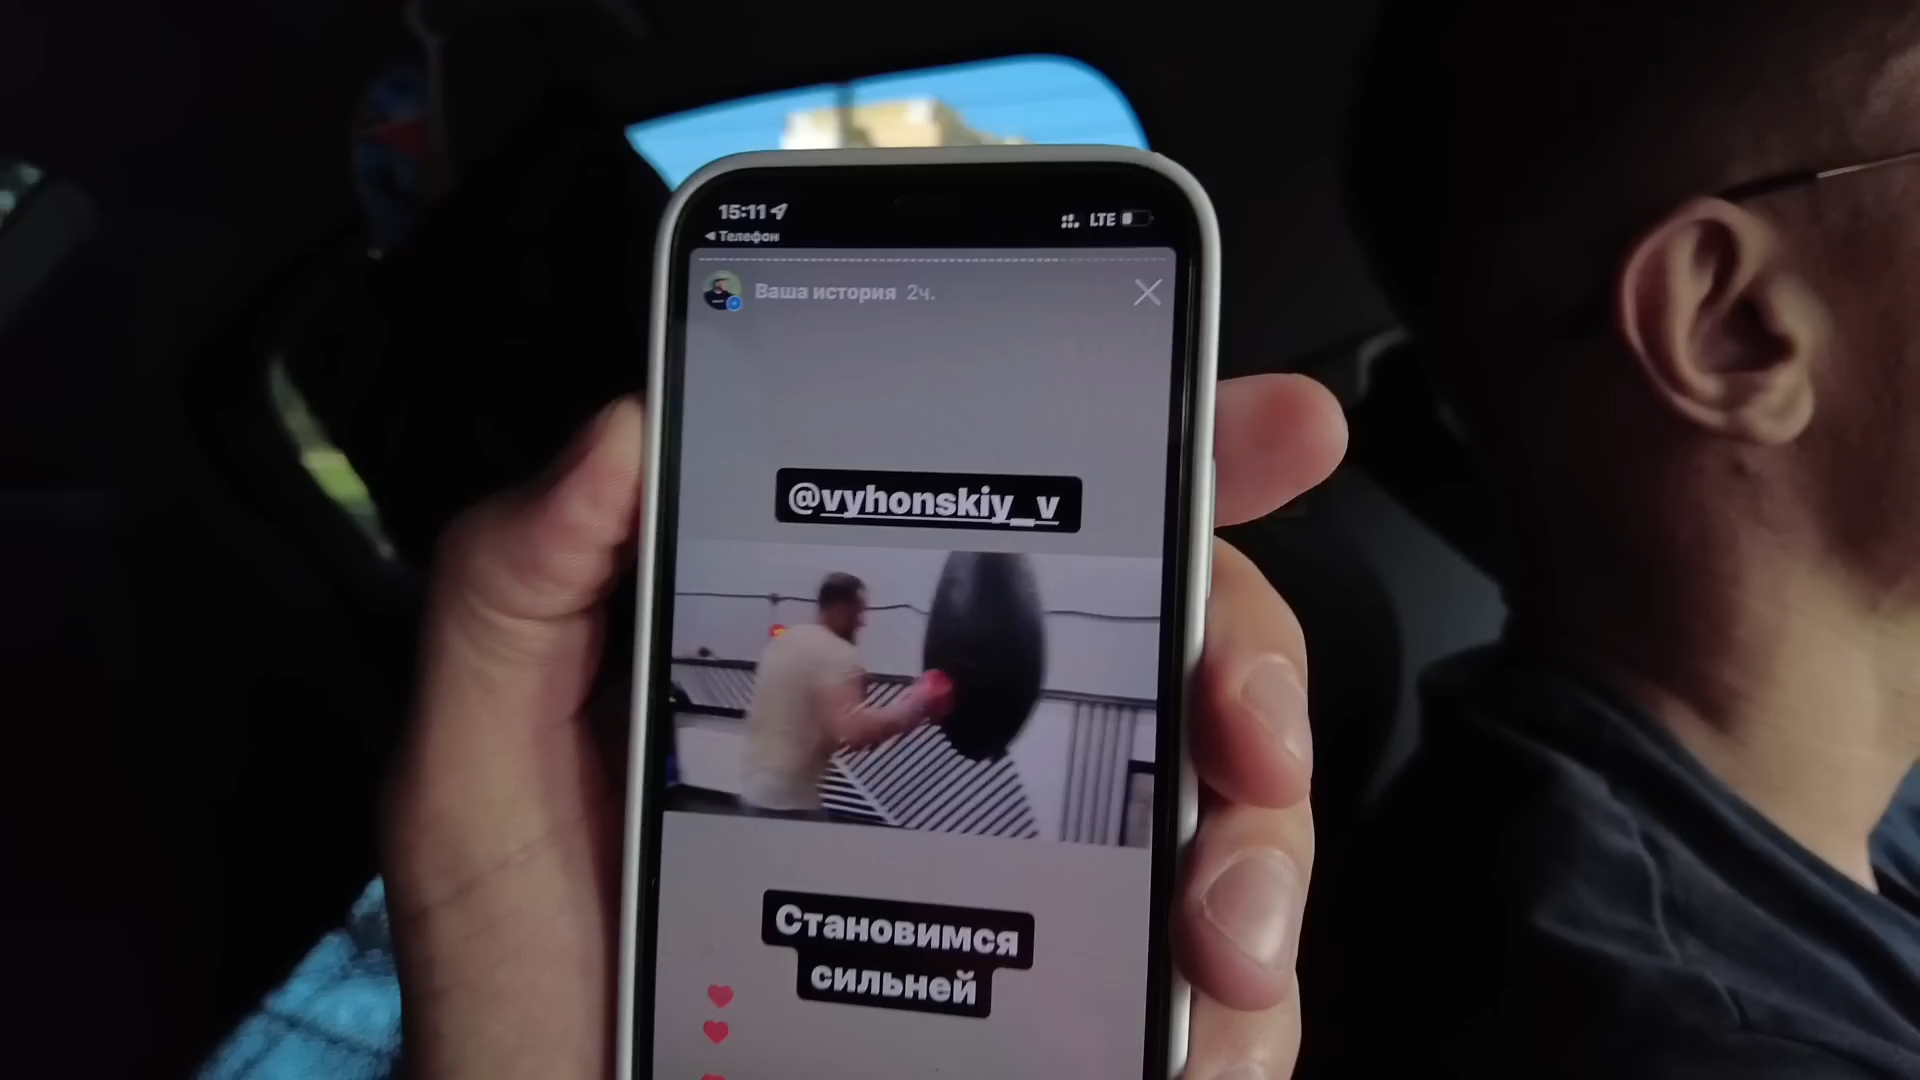 15:11
LTE
◄ Телефон
Ваша история 2ч.
@vyhonskiy_v
Становимся
сильней